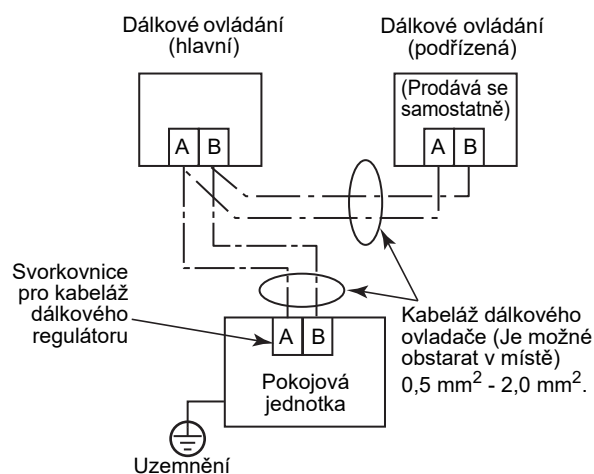 Dálkové ovládání
(hlavní)
Dálkové ovládání
(podřízená)
(Prodává se
samostatně)
A B
A B
Svorkovnice
pro kabeláž
dálkového
regulátoru
A B
Pokojová
jednotka
Kabeláž dálkového
ovladače (Je možné
obstarat v místě)
0,5 mm² - 2,0 mm².
Uzemnění